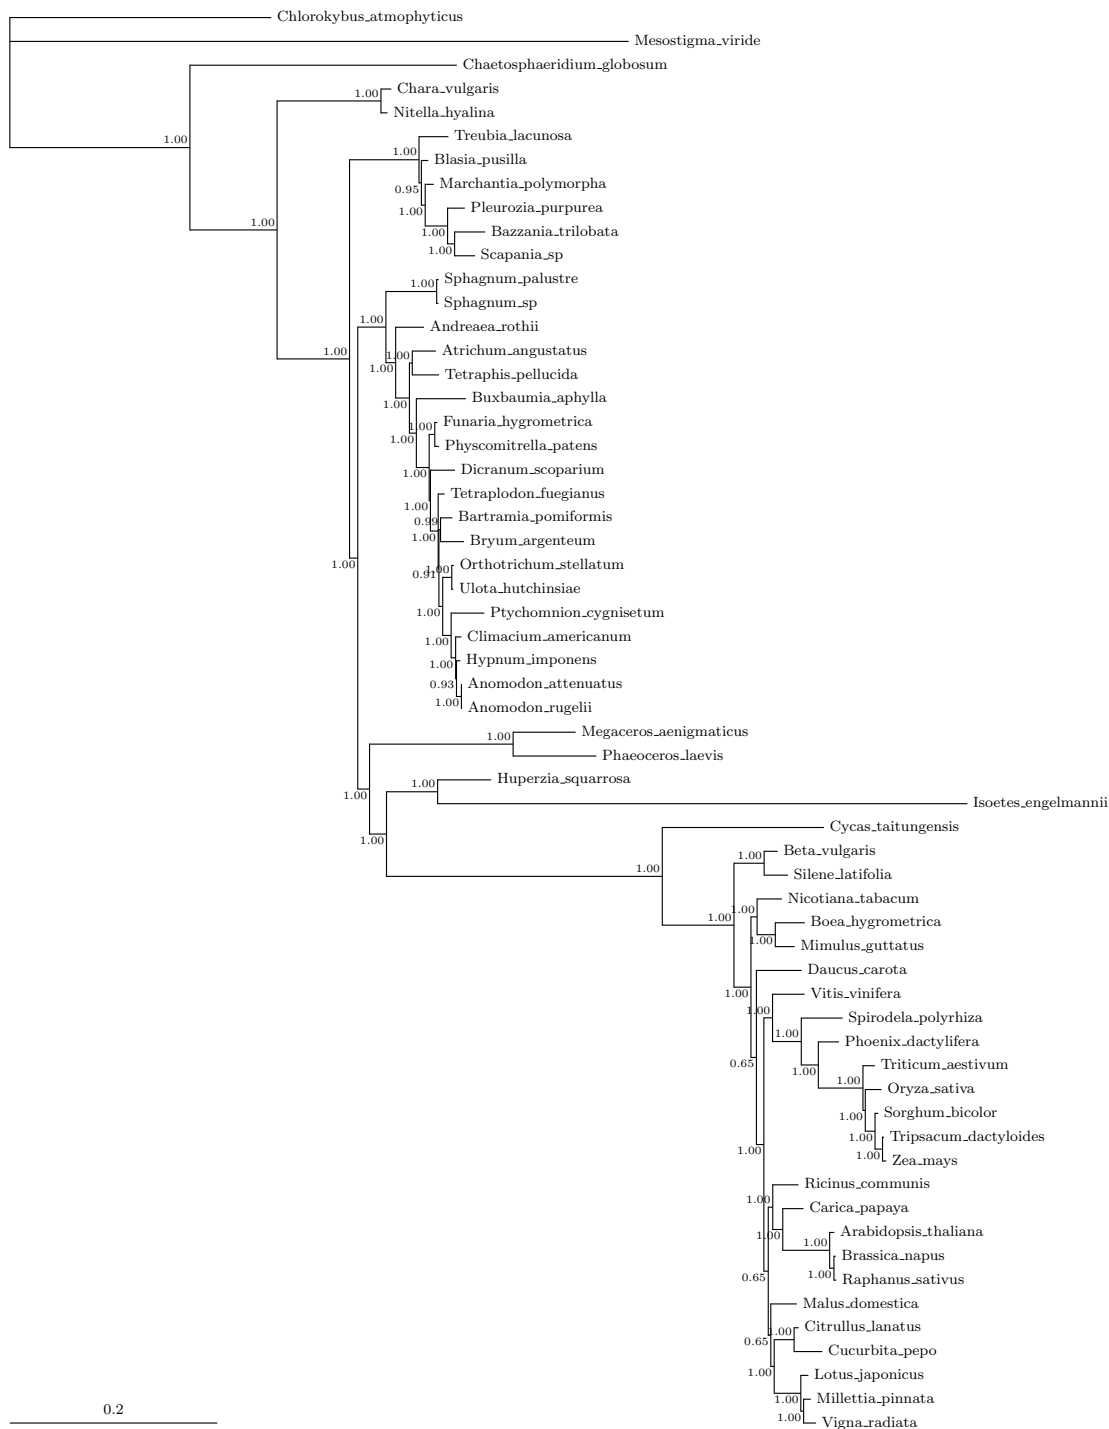 Chlorokybus_atmophyticus
Mesostigma_viride
Chaetosphaeridium_globosum
Chara_vulgaris
1.00
Nitella_hyalina
Treubia_lacunosa
1.00
1.00
Blasia_pusilla
Marchantia_polymorpha
0.95
Pleurozia_purpurea
1.00
1.00
Bazzania_trilobata
1.00
Scapania_sp
1.00
Sphagnum_palustre
1.00
Sphagnum_sp
1.00
Andreaea_rothii
1.00
Atrichum_angustatus
1.00
1.00
Tetraphis_pellucida
Buxbaumia_aphylla
1.00
Funaria_hygrometrica
1.00
1.00
Physcomitrella_patens
Dicranum_scoparium
1.00
Tetraplodon_fuegianus
1.00
Bartramia_pomiformis
0.99
1.00
Bryum_argenteum
Orthotrichum_stellatum
1.00
1.00
0.91
Ulota_hutchinsiae
Ptychomnion_cygnisetum
1.00
Climacium_americanum
1.00
Hypnum_imponens
1.00
Anomodon_attenuatus
0.93
1.00
Anomodon_rugelii
Megaceros_aenigmaticus
1.00
Phaeoceros_laevis
Huperzia_squarrosa
1.00
1.00
Isoetes_engelmannii
Cycas_taitungensis
1.00
Beta_vulgaris
1.00
1.00
Silene_latifolia
Nicotiana_tabacum
1.00
1.00
Boea_hygrometrica
1.00
Mimulus_guttatus
Daucus_carota
1.00
Vitis_vinifera
1.00
Spirodela_polyrhiza
1.00
Phoenix_dactylifera
0.65
1.00
Triticum_aestivum
1.00
Oryza_sativa
Sorghum_bicolor
1.00
Tripsacum_dactyloides
1.00
1.00
1.00
Zea_mays
Ricinus_communis
1.00
Carica_papaya
1.00
Arabidopsis_thaliana
1.00
Brassica_napus
1.00
0.65
Raphanus_sativus
Malus_domestica
Citrullus_lanatus
1.00
0.65
Cucurbita_pepo
1.00
Lotus_japonicus
Millettia_pinnata
1.00
0.2
1.00
Vigna_radiata